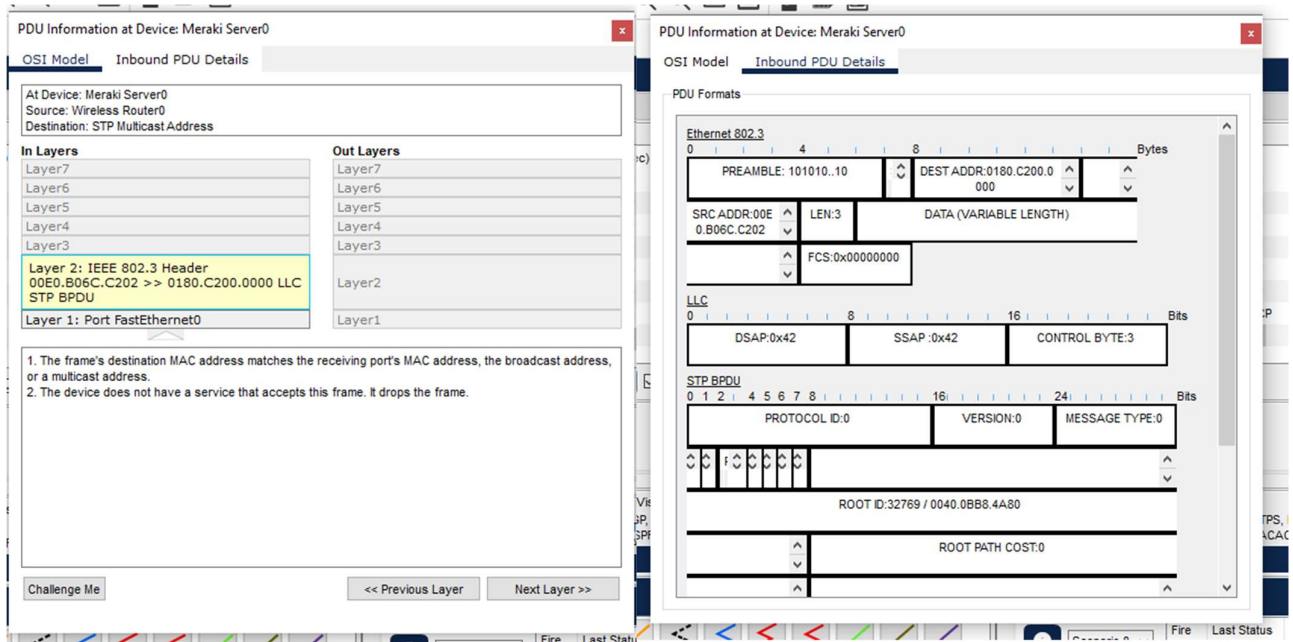 PDU Information at Device: Meraki Server0
OSI Model Inbound PDU Details
At Device: Meraki Server0
Source: Wireless Router0
Destination: STP Multicast Address
In Layers Out Layers
Layer7 Layer7
Layer6 Layer6
Layer5 Layer5
Layer4 Layer4
Layer3 Layer3
Layer 2: IEEE 802.3 Header
00E0.B06C.C202 >> 0180.C200.0000 LLC
STP BPDU
Layer2
Layer 1: Port FastEthernet0 Layer1
1. The frame's destination MAC address matches the receiving port's MAC address, the broadcast address,
or a multicast address.
2. The device does not have a service that accepts this frame. It drops the frame.
Challenge Me << Previous Layer Next Layer >>
Fire
PDU Information at Device: Meraki Server0
OSI Model Inbound PDU Details
PDU Formats
Ethernet 802.3
0 4 8 Bytes
PREAMBLE: 101010..10 DEST ADDR:0180.C200.0
000
SRC ADDR:00E
0.B06C.C202
LEN:3 DATA (VARIABLE LENGTH)
FCS:0x00000000
LLC
0 8 16 Bits
DSAP:0x42 SSAP :0x42 CONTROL BYTE:3
STP BPDU
0 1 2 4 5 6 7 8 16 24 Bits
PROTOCOL ID:0 VERSION:0 MESSAGE TYPE:0
ROOT ID:32769 / 0040.0BB8.4A80
ROOT PATH COST:0
Fire Last Status